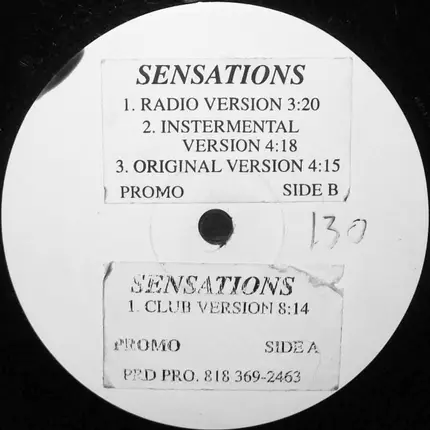 SENSATIONS
1. RADIO VERSION 3:20
2. INSTERMENTAL
VERSION 4:18
3. ORIGINAL VERSION 4:15
PROMO SIDE B
130
SENSATIONS
1. CLUB VERSION 8:14
PROMO SIDE A
PRD PRO. 818 369-2463